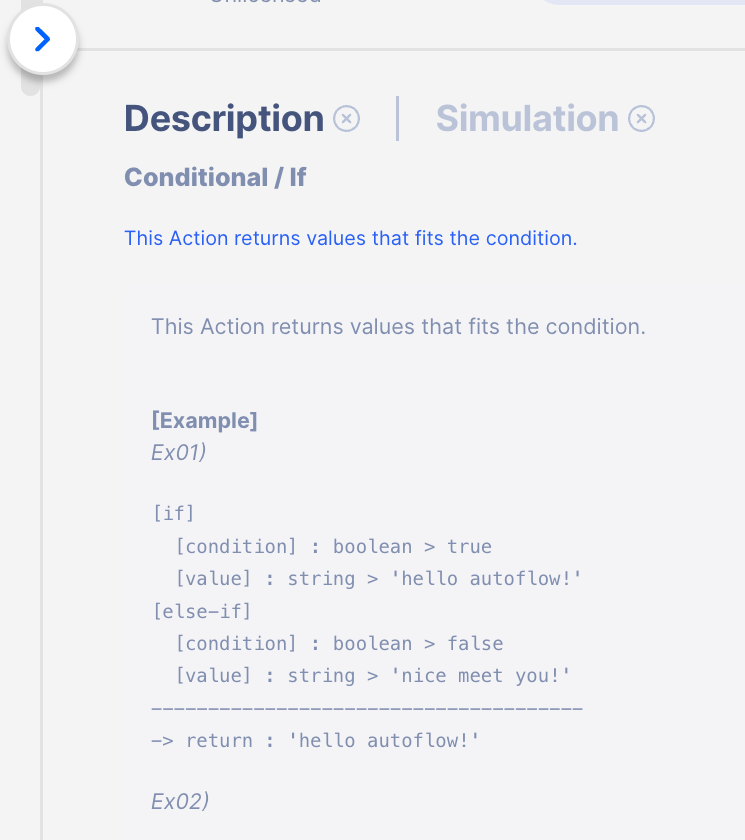 Unlicensed
Description
Simulation
Conditional / If
This Action returns values that fits the condition.
This Action returns values that fits the condition.
[Example]
Ex01)
[if]
[condition] : boolean > true
[value] : string > 'hello autoflow!'
[else-if]
[condition] : boolean > false
[value] : string > 'nice meet you!'
--------------------------------------
-> return : 'hello autoflow!'
Ex02)